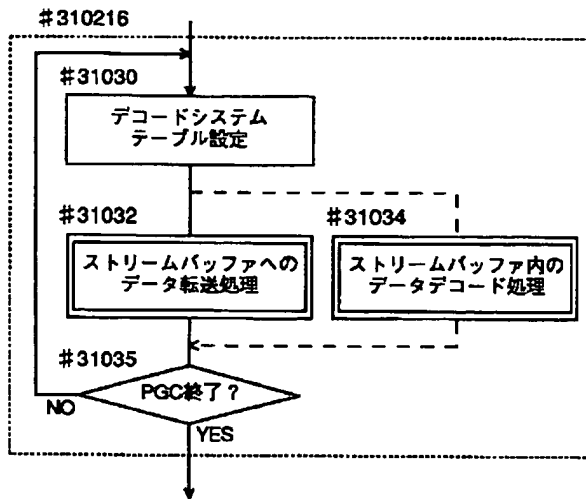 #310216
#31030
デコードシステム
テーブル設定
#31032
#31034
ストリームバッファへの
データ転送処理
ストリームバッファ内の
データデコード処理
#31035
PGC終了?
NO
YES